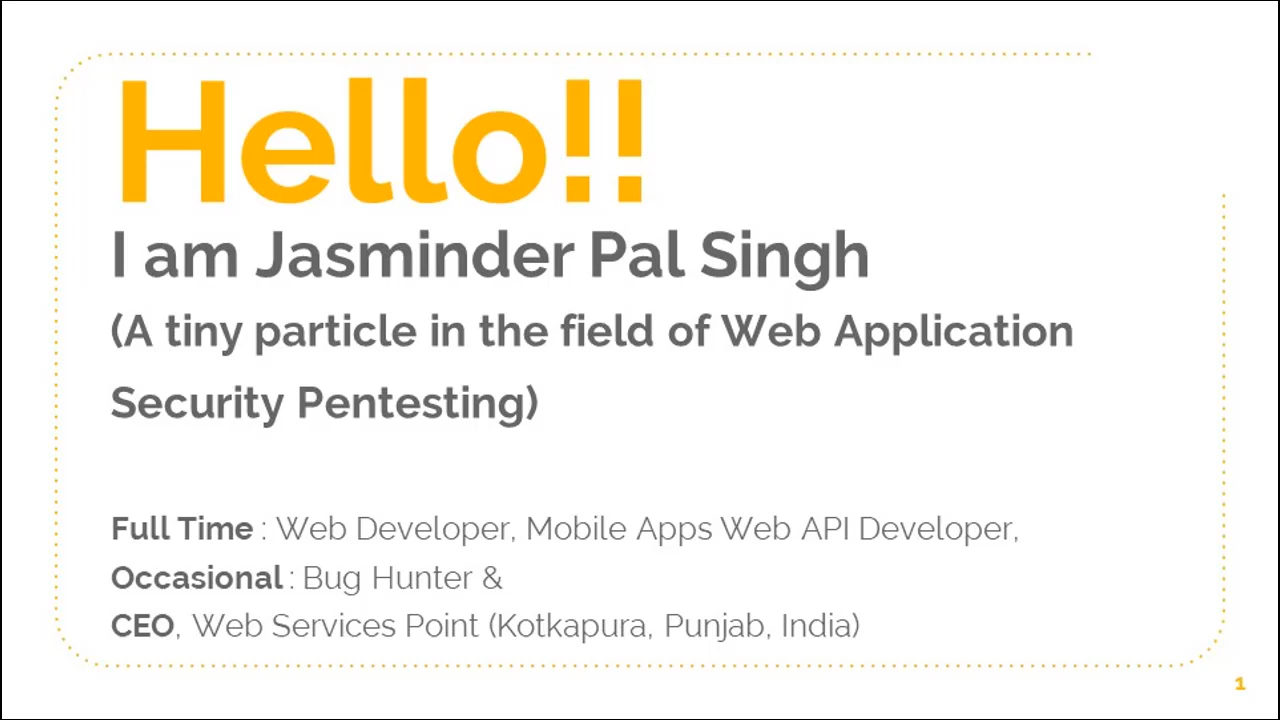 Hello!!
I am Jasminder Pal Singh
(A tiny particle in the field of Web Application
Security Pentesting)
Full Time : Web Developer, Mobile Apps Web API Developer,
Occasional : Bug Hunter &
CEO, Web Services Point (Kotkapura, Punjab, India)
1